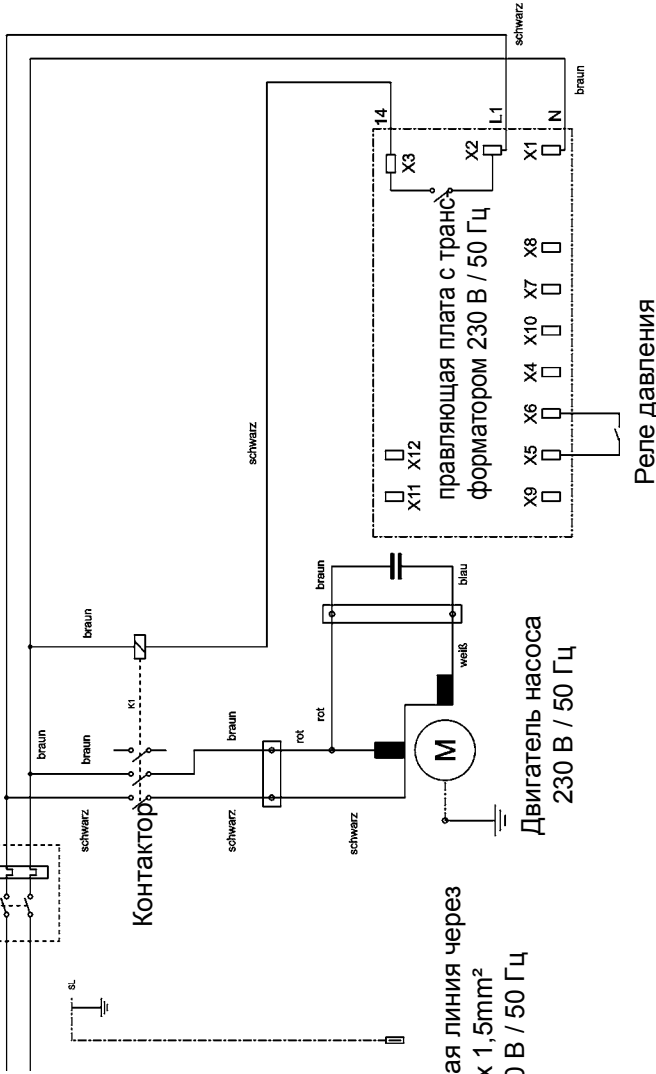 schwarz
braun
14
L1
N
X3
X2
X1
X8
X7
X10
X4
X6
X5
X9
X12
X11
правляющая плата с транс-
форматором 230 В / 50 Гц
Реле давления
schwarz
braun
braun
braun
K1
schwarz
Контактор
braun
schwarz
schwarz
rot
rot
braun
blau
weiß
M
Двигатель насоса
230 В / 50 Гц
SL
ая линия через
x 1,5mm²
0 В / 50 Гц